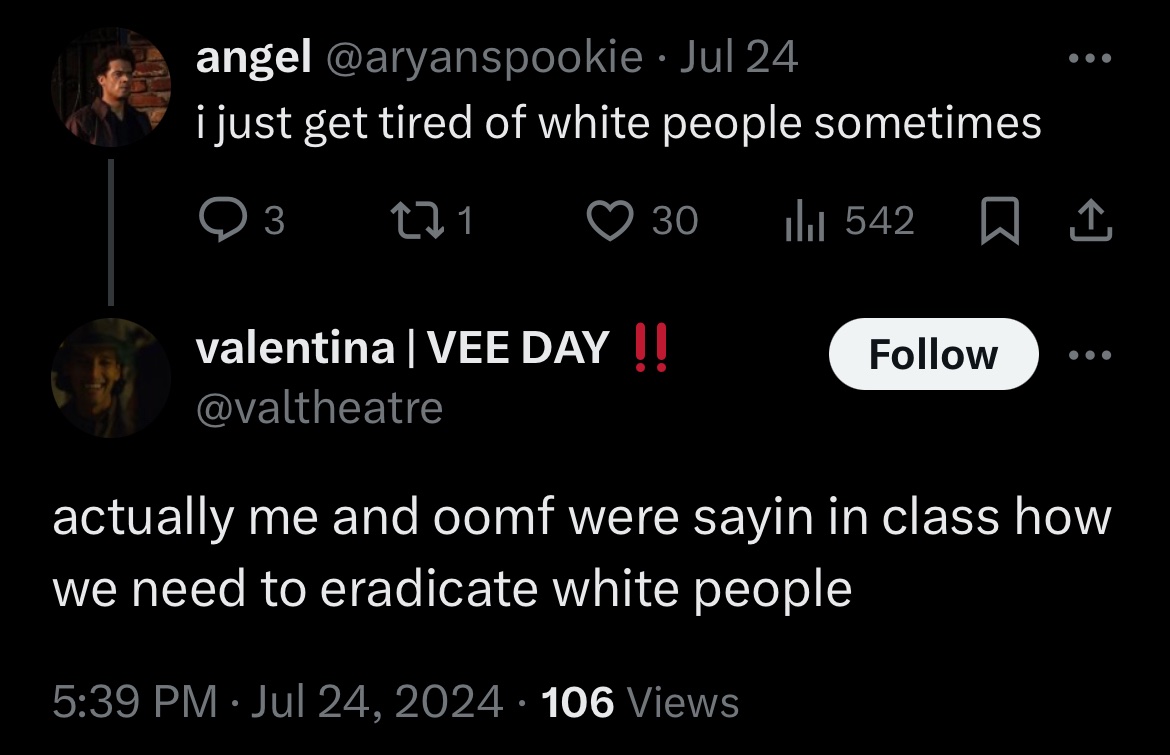 angel @aryanspookie · Jul 24
i just get tired of white people sometimes
3 1 30 542
valentina | VEE DAY ‼️
Follow
@valtheatre
actually me and oomf were sayin in class how
we need to eradicate white people
5:39 PM · Jul 24, 2024 · 106 Views